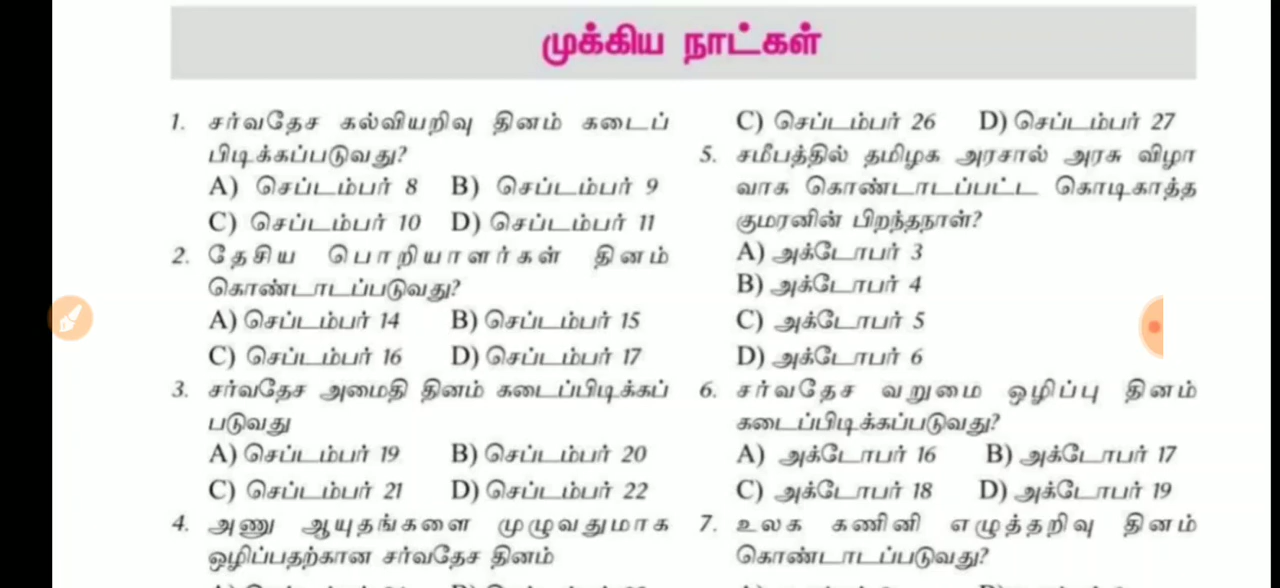 முக்கிய நாட்கள்
1. சர்வதேச கல்வியறிவு தினம் கடைப்
பிடிக்கப்படுவது?
A) செப்டம்பர் 8 B) செப்டம்பர் 9
C) செப்டம்பர் 10 D) செப்டம்பர் 11
2. தேசிய பொறியாளர்கள் தினம்
கொண்டாடப்படுவது?
A) செப்டம்பர் 14 B) செப்டம்பர் 15
C) செப்டம்பர் 16 D) செப்டம்பர் 17
3. சர்வதேச அமைதி தினம் கடைப்பிடிக்கப்
படுவது
A) செப்டம்பர் 19 B) செப்டம்பர் 20
C) செப்டம்பர் 21 D) செப்டம்பர் 22
4. அணு ஆயுதங்களை முழுவதுமாக
ஒழிப்பதற்கான சர்வதேச தினம்
C) செப்டம்பர் 26 D) செப்டம்பர் 27
5. சமீபத்தில் தமிழக அரசால் அரசு விழா
வாக கொண்டாடப்பட்ட கொடிகாத்த
குமரனின் பிறந்தநாள்?
A) அக்டோபர் 3
B) அக்டோபர் 4
C) அக்டோபர் 5
D) அக்டோபர் 6
6. சர்வதேச வறுமை ஒழிப்பு தினம்
கடைப்பிடிக்கப்படுவது?
A) அக்டோபர் 16 B) அக்டோபர் 17
C) அக்டோபர் 18 D) அக்டோபர் 19
7. உலக கணினி எழுத்தறிவு தினம்
கொண்டாடப்படுவது?